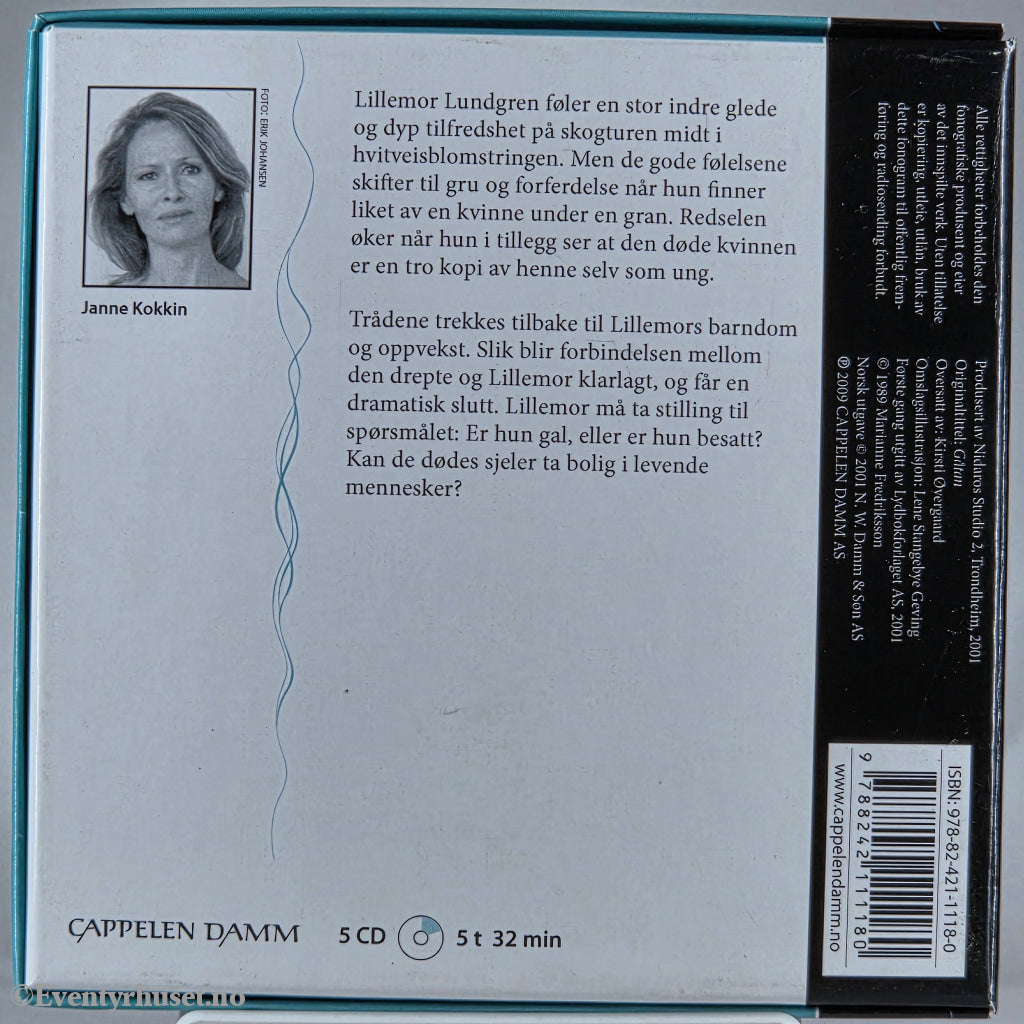 FOTO: ERIK JOHANSEN
Janne Kokkin
Lillemor Lundgren føler en stor indre glede
og dyp tilfredshet på skogturen midt i
hvitveisblomstringen. Men de gode følelsene
skifter til gru og forferdelse når hun finner
liket av en kvinne under en gran. Redselen
øker når hun i tillegg ser at den døde kvinnen
er en tro kopi av henne selv som ung.
Trådene trekkes tilbake til Lillemors barndom
og oppvekst. Slik blir forbindelsen mellom
den drepte og Lillemor klarlagt, og får en
dramatisk slutt. Lillemor må ta stilling til
spørsmålet: Er hun gal, eller er hun besatt?
Kan de dødes sjeler ta bolig i levende
mennesker?
CAPPELEN DAMM
5 CD
5 t 32 min
Alle rettigheter forbeholdes den
fonografiske produsent og eier
av det innspilte verk. Uten tillatelse
er kopiering, utleie, utlån, bruk av
dette fonogram til offentlig frem-
føring og radiosending forbudt.
Produsert av Nidaros Studio 2, Trondheim, 2001
Originaltittel: Gåtan
Oversatt av: Kirsti Øvergaard
Omslagsillustrasjon: Lene Stangebye Geving
Første gang utgitt av Lydbokforlaget AS, 2001
© 1989 Marianne Fredriksson
Norsk utgave © 2001 N. W. Damm & Søn AS
℗ 2009 CAPPELEN DAMM AS
ISBN: 978-82-421-1118-0
9 788242 111180
www.cappelendamm.no
©Eventyrhuset.no